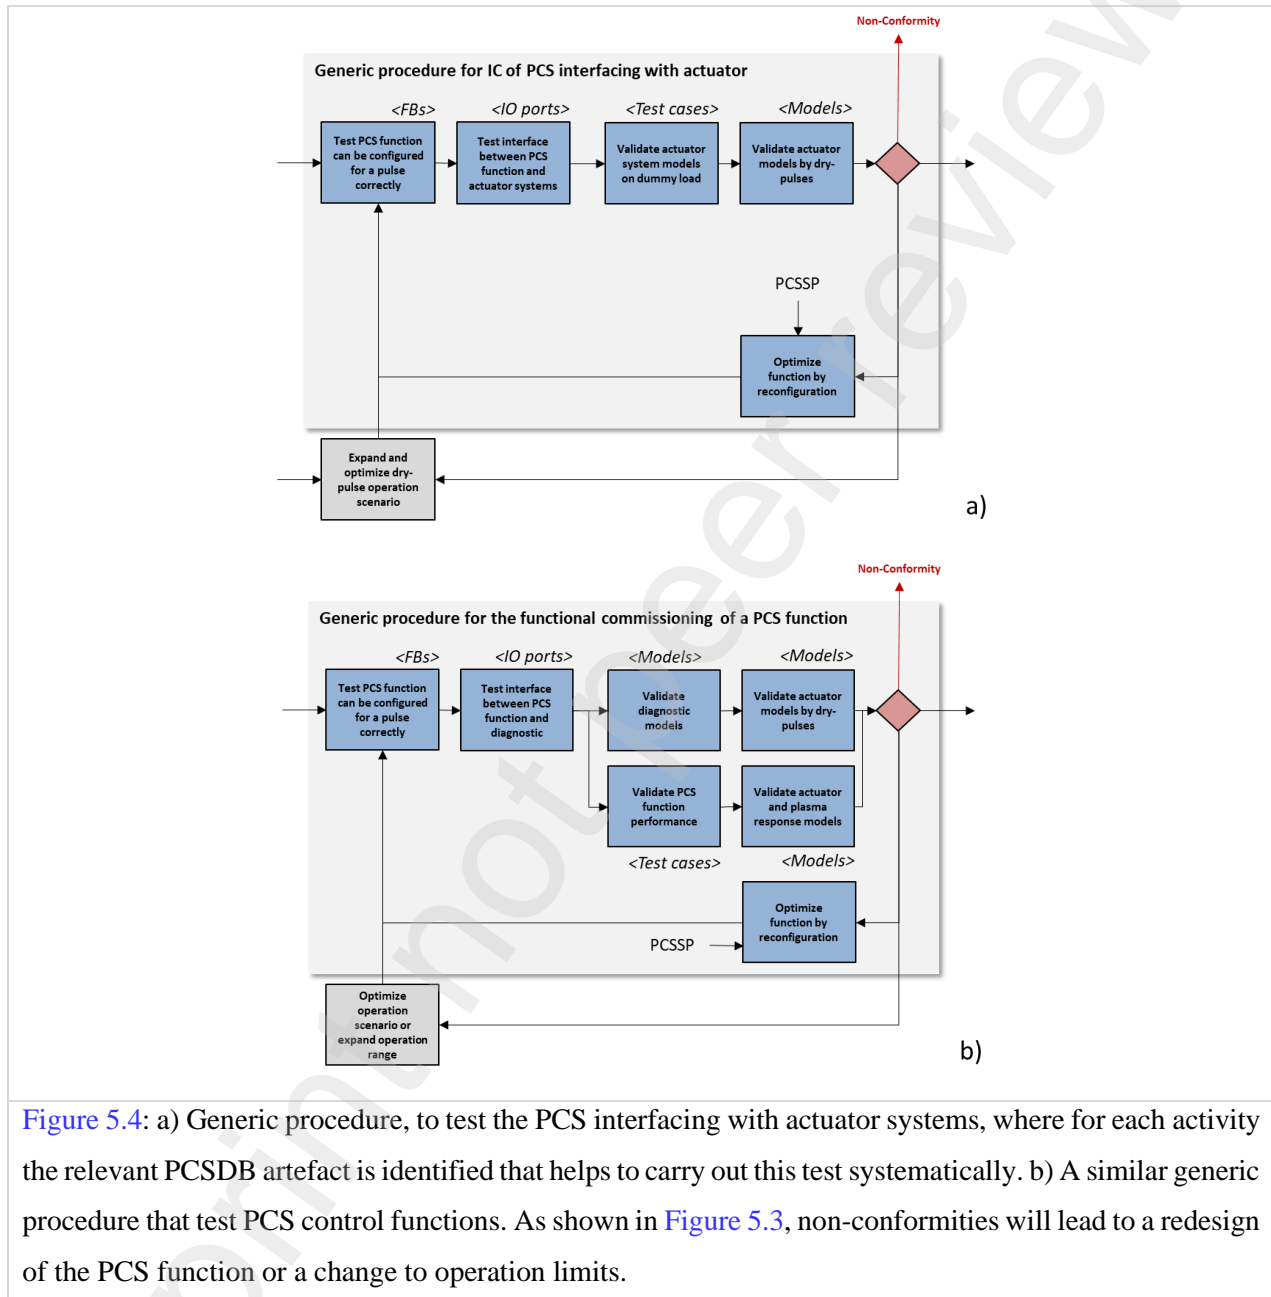 Non-Conformity
Generic procedure for IC of PCS interfacing with actuator
<FBs>
<IO ports>
<Test cases>
<Models>
Test PCS function
can be configured
for a pulse
correctly
Test interface
between PCS
function and
actuator systems
Validate actuator
system models
on dummy load
Validate actuator
models by dry-
pulses
PCSSP
Optimize
function by
reconfiguration
Expand and
optimize dry-
pulse operation
scenario
a)
Non-Conformity
Generic procedure for the functional commissioning of a PCS function
<FBs>
<IO ports>
<Models>
<Models>
Test PCS function
can be configured
for a pulse
correctly
Test interface
between PCS
function and
diagnostic
Validate
diagnostic
models
Validate actuator
models by dry-
pulses
Validate PCS
function
performance
Validate actuator
and plasma
response models
<Test cases>
<Models>
Optimize
function by
reconfiguration
PCSSP
Optimize
operation
scenario or
expand operation
range
b)
Figure 5.4: a) Generic procedure, to test the PCS interfacing with actuator systems, where for each activity
the relevant PCSDB artefact is identified that helps to carry out this test systematically. b) A similar generic
procedure that test PCS control functions. As shown in Figure 5.3, non-conformities will lead to a redesign
of the PCS function or a change to operation limits.
print not peer review